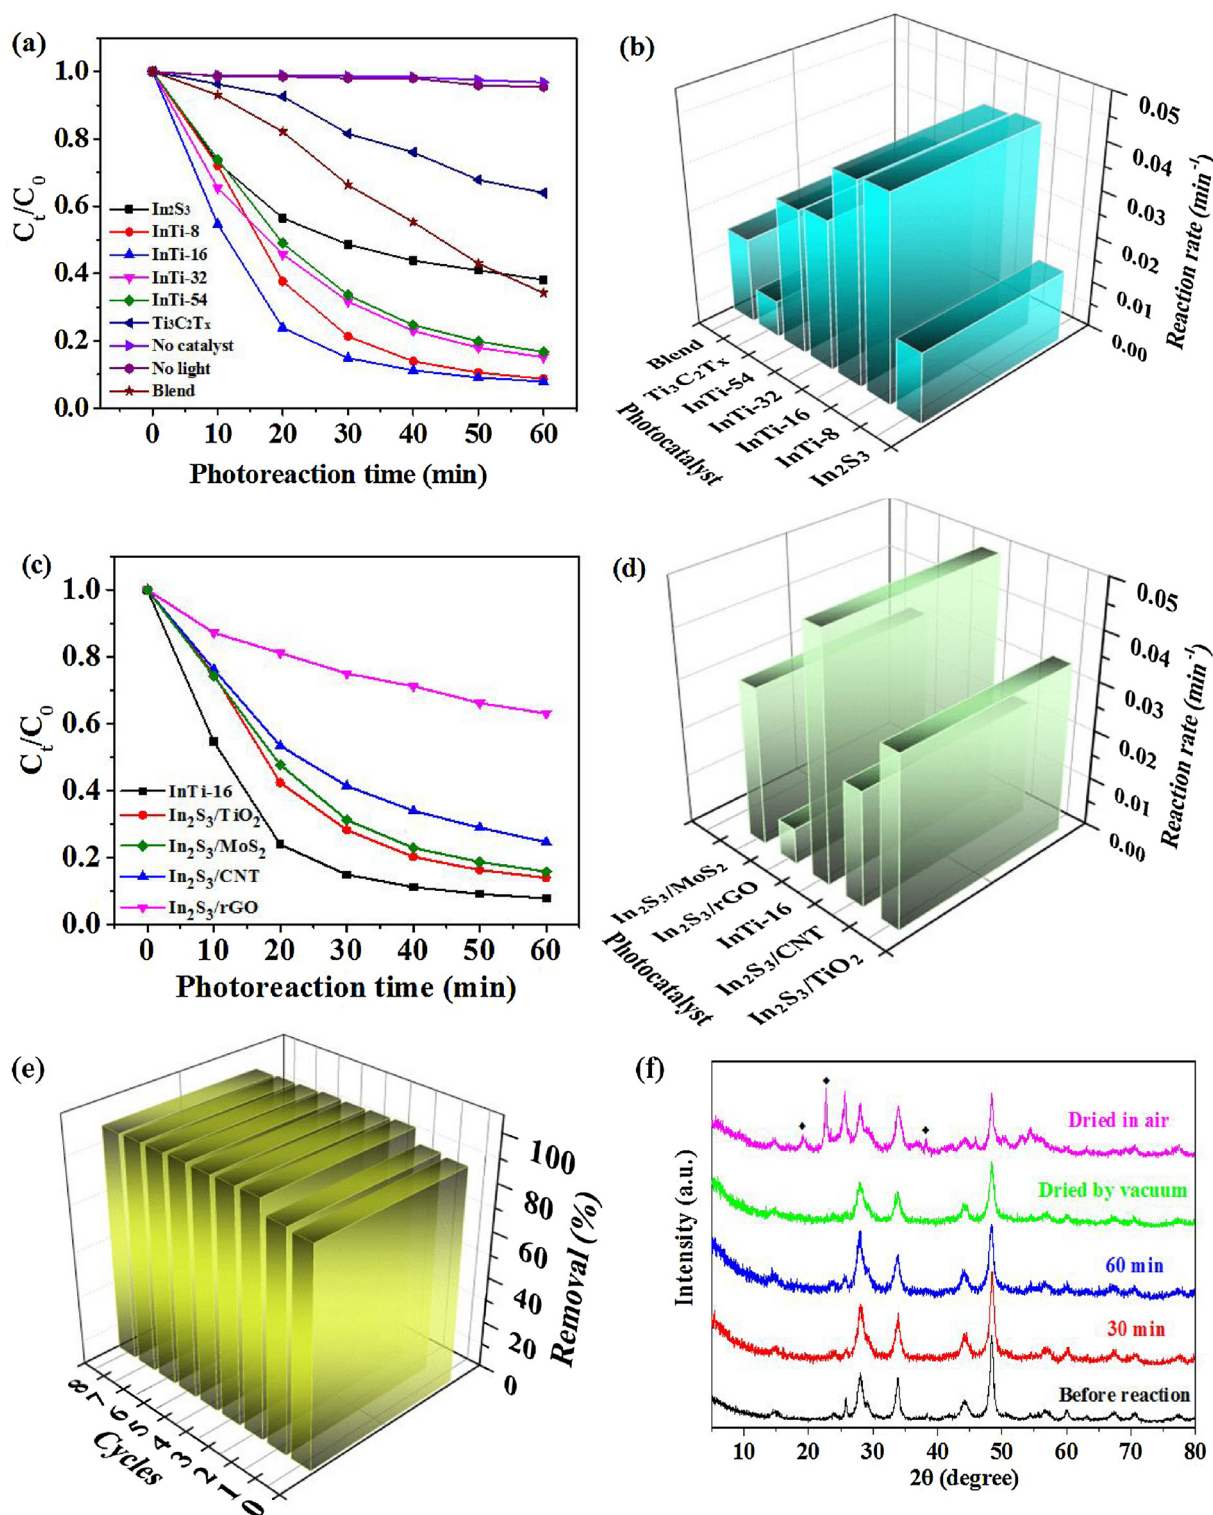 (a)
1.0
0.8
0.6
0.4
0.2
0.0
Cₜ/C₀
In₂S₃
InTi-8
InTi-16
InTi-32
InTi-54
Ti₃C₂Tₓ
No catalyst
No light
Blend
0 10 20 30 40 50 60
Photoreaction time (min)
(b)
0.05
0.04
0.03
0.02
0.01
0.00
Reaction rate (min⁻¹)
Blend
Ti₃C₂Tₓ
InTi-54
InTi-32
InTi-16
InTi-8
In₂S₃
Photocatalyst
(c)
1.0
0.8
0.6
0.4
0.2
0.0
Cₜ/C₀
InTi-16
In₂S₃/TiO₂
In₂S₃/MoS₂
In₂S₃/CNT
In₂S₃/rGO
0 10 20 30 40 50 60
Photoreaction time (min)
(d)
0.05
0.04
0.03
0.02
0.01
0.00
Reaction rate (min⁻¹)
In₂S₃/MoS₂
In₂S₃/rGO
InTi-16
In₂S₃/CNT
In₂S₃/TiO₂
Photocatalyst
(e)
100
80
60
40
20
0
Removal (%)
8 7 6 5 4 3 2 1 0
Cycles
(f)
Intensity (a.u.)
Dried in air
Dried by vacuum
60 min
30 min
Before reaction
10 20 30 40 50 60 70 80
2θ (degree)